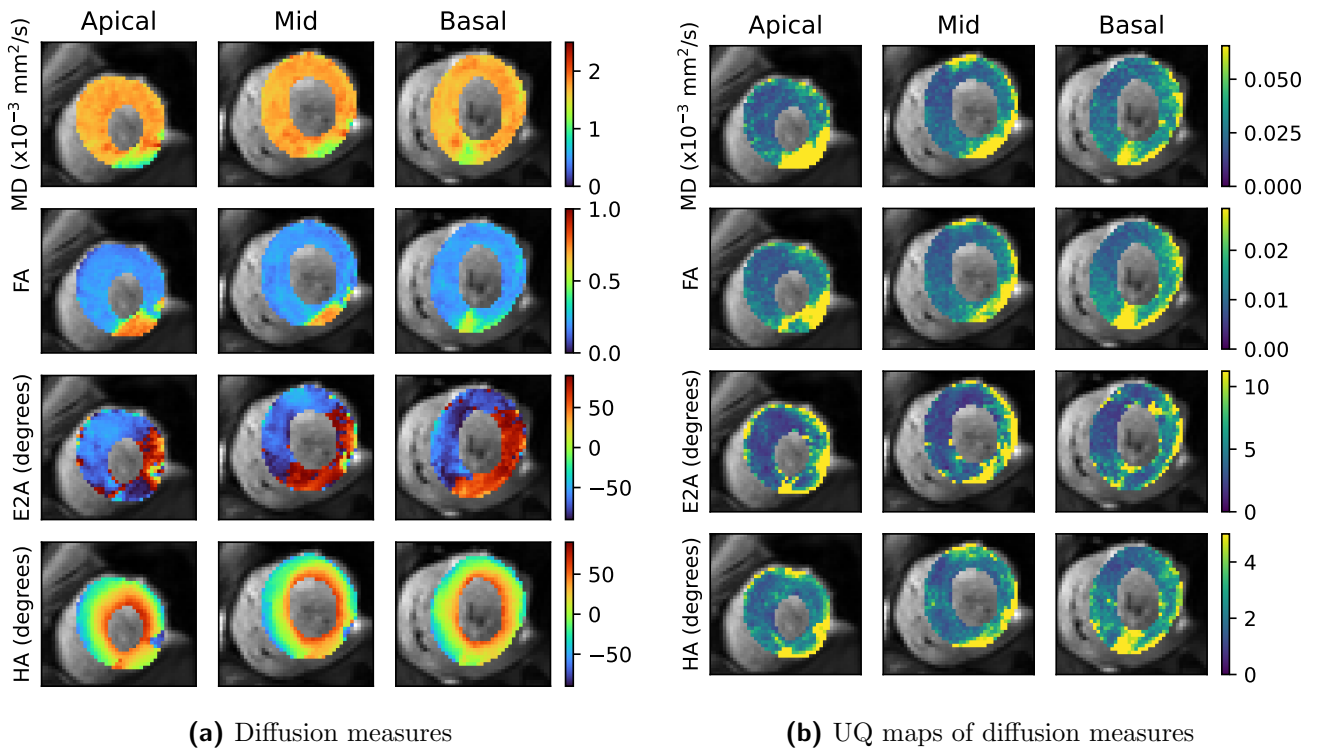 Apical Mid Basal
MD (x10⁻³ mm²/s)
2
1
0
FA
1.0
0.5
0.0
E2A (degrees)
50
0
−50
HA (degrees)
50
0
−50
(a) Diffusion measures
Apical Mid Basal
MD (x10⁻³ mm²/s)
0.050
0.025
0.000
FA
0.02
0.01
0.00
E2A (degrees)
10
5
0
HA (degrees)
4
2
0
(b) UQ maps of diffusion measures